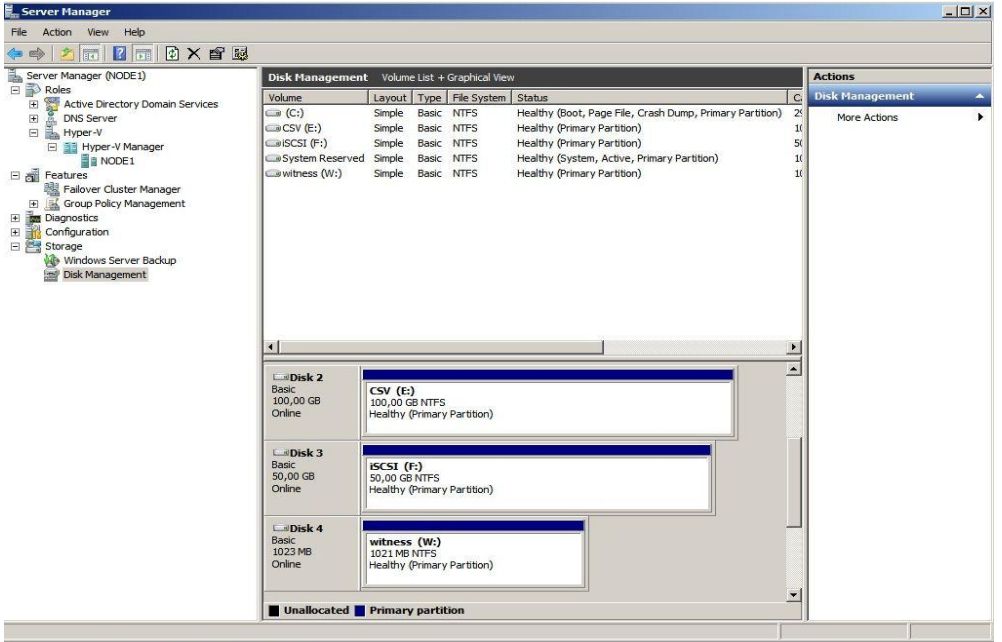 Server Manager
File Action View Help
Server Manager (NODE1)
Roles
Active Directory Domain Services
DNS Server
Hyper-V
Hyper-V Manager
NODE1
Features
Failover Cluster Manager
Group Policy Management
Diagnostics
Configuration
Storage
Windows Server Backup
Disk Management
Disk Management Volume List + Graphical View
Volume Layout Type File System Status
(C:) Simple Basic NTFS Healthy (Boot, Page File, Crash Dump, Primary Partition)
CSV (E:) Simple Basic NTFS Healthy (Primary Partition)
iSCSI (F:) Simple Basic NTFS Healthy (Primary Partition)
System Reserved Simple Basic NTFS Healthy (System, Active, Primary Partition)
witness (W:) Simple Basic NTFS Healthy (Primary Partition)
Disk 2
Basic
100,00 GB
Online
CSV (E:)
100,00 GB NTFS
Healthy (Primary Partition)
Disk 3
Basic
50,00 GB
Online
iSCSI (F:)
50,00 GB NTFS
Healthy (Primary Partition)
Disk 4
Basic
1023 MB
Online
witness (W:)
1021 MB NTFS
Healthy (Primary Partition)
Unallocated Primary partition
Actions
Disk Management
More Actions